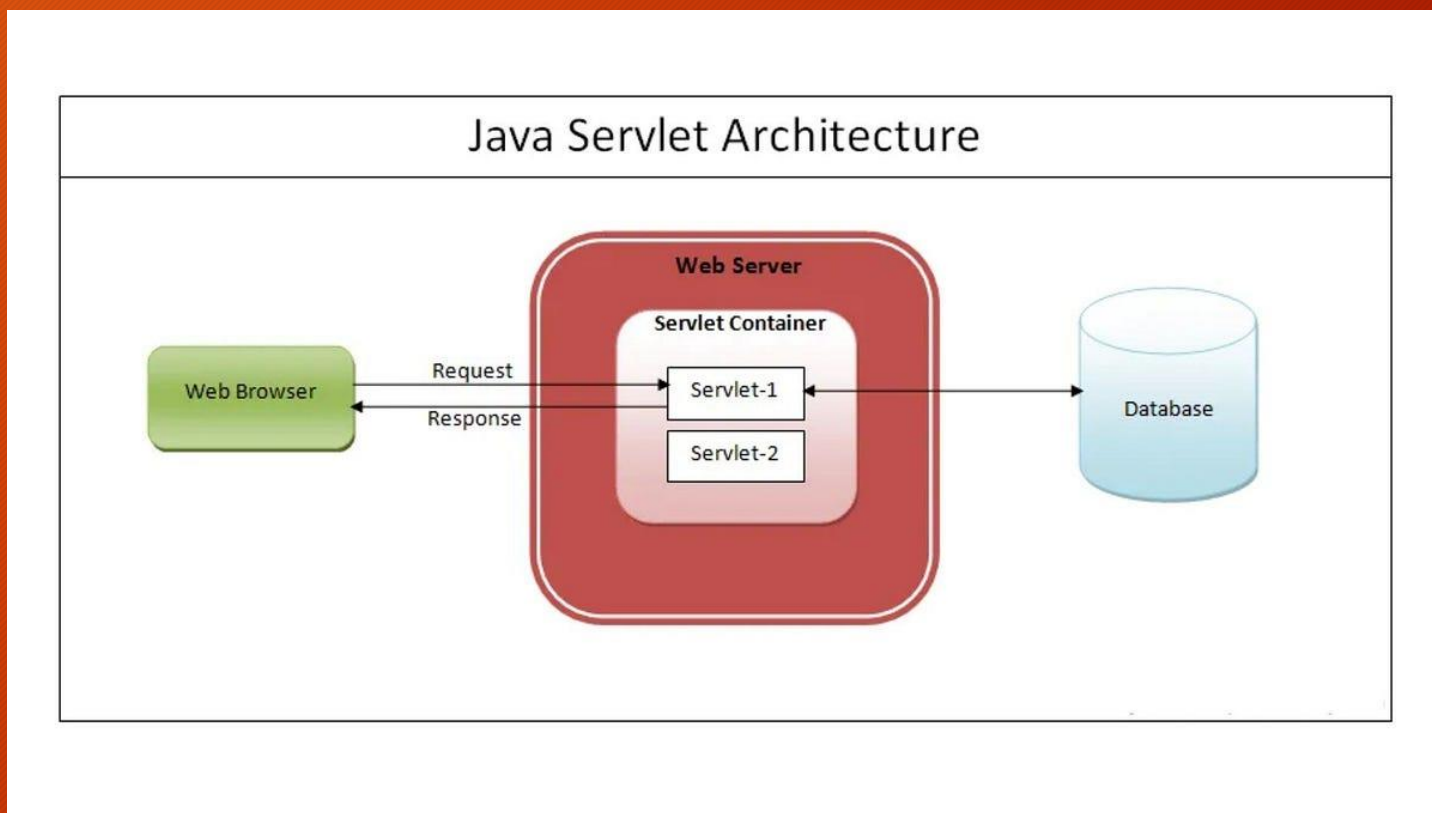 Java Servlet Architecture
Web Server
Servlet Container
Request
Servlet-1
Web Browser
Response
Database
Servlet-2